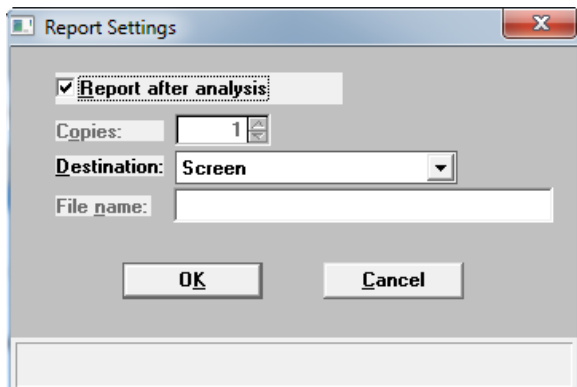 Report Settings
Report after analysis
Copies: 1
Destination: Screen
File name:
OK Cancel